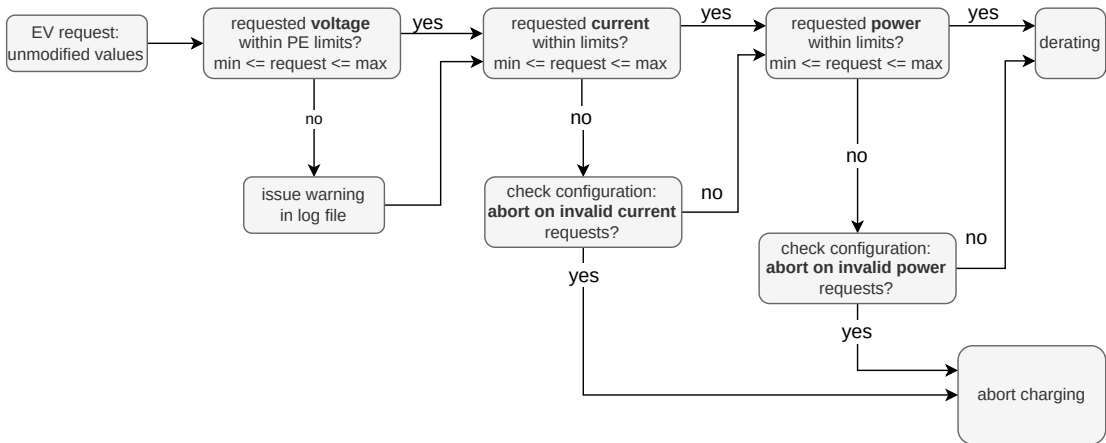 EV request:
unmodified values
requested voltage
within PE limits?
min <= request <= max
yes
requested current
within limits?
min <= request <= max
yes
requested power
within limits?
min <= request <= max
yes
derating
no
issue warning
in log file
no
check configuration:
abort on invalid current
requests?
no
yes
no
check configuration:
abort on invalid power
requests?
no
yes
abort charging